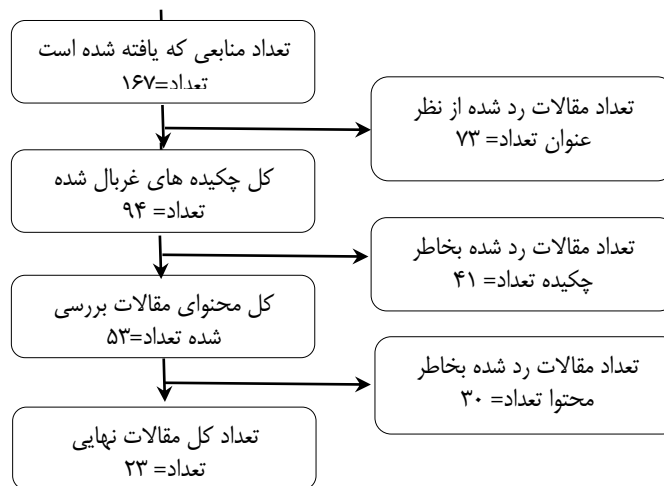 تعداد منابعی که یافته شده است
تعداد=۱۶۷
تعداد مقالات رد شده از نظر
عنوان تعداد= ۷۳
کل چکیده های غربال شده
تعداد= ۹۴
تعداد مقالات رد شده بخاطر
چکیده تعداد= ۴۱
کل محتوای مقالات بررسی
شده تعداد=۵۳
تعداد مقالات رد شده بخاطر
محتوا تعداد= ۳۰
تعداد کل مقالات نهایی
تعداد= ۲۳